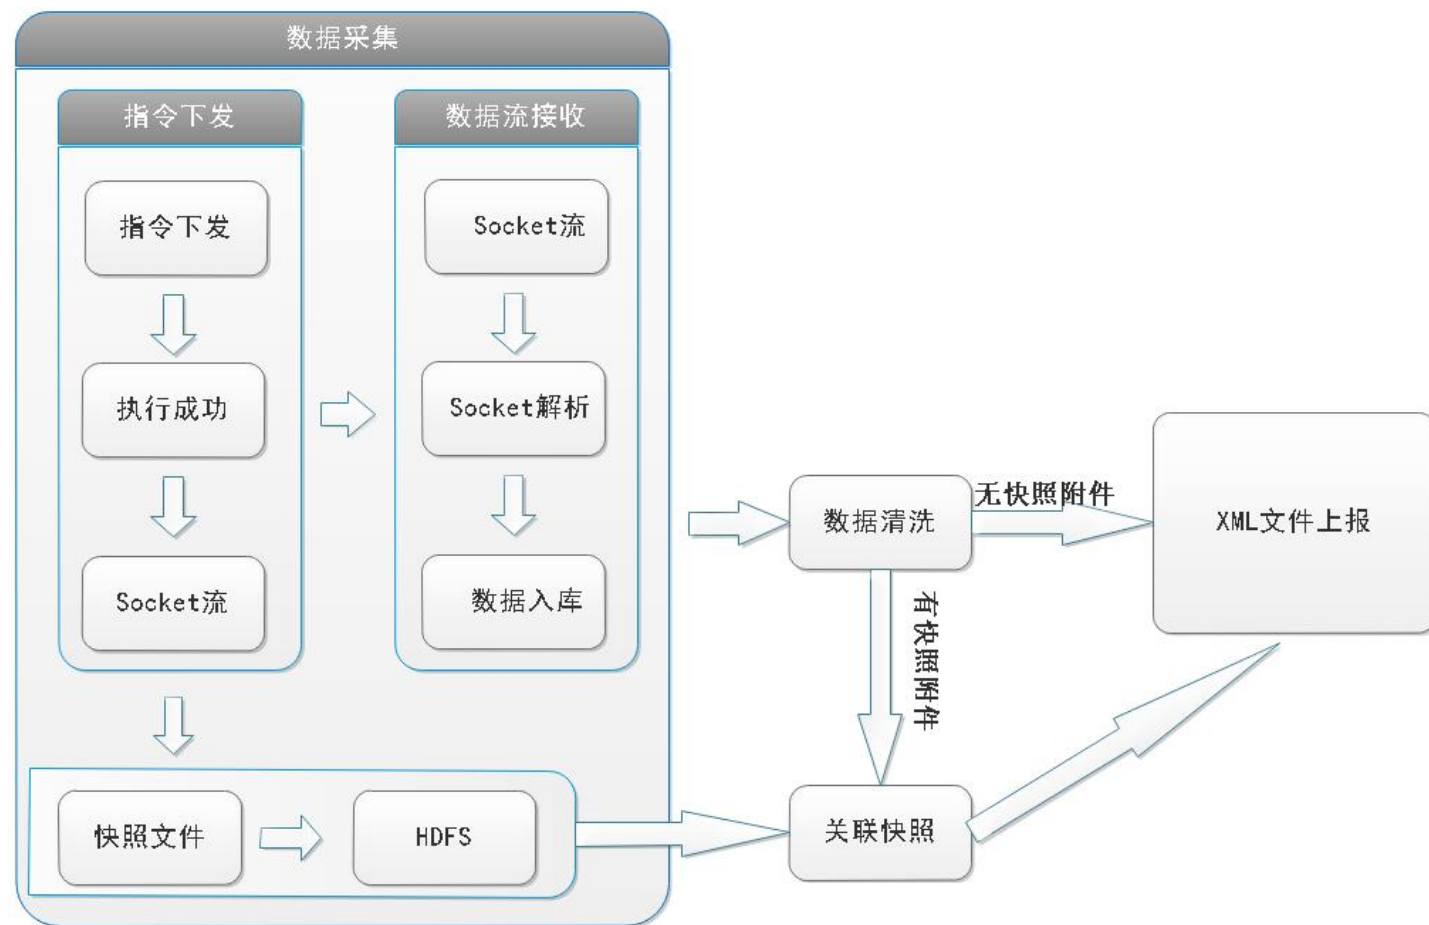 数据采集
指令下发
数据流接收
指令下发
Socket流
执行成功
Socket解析
Socket流
数据入库
数据清洗
无快照附件
XML文件上报
有快照附件
快照文件
HDFS
关联快照